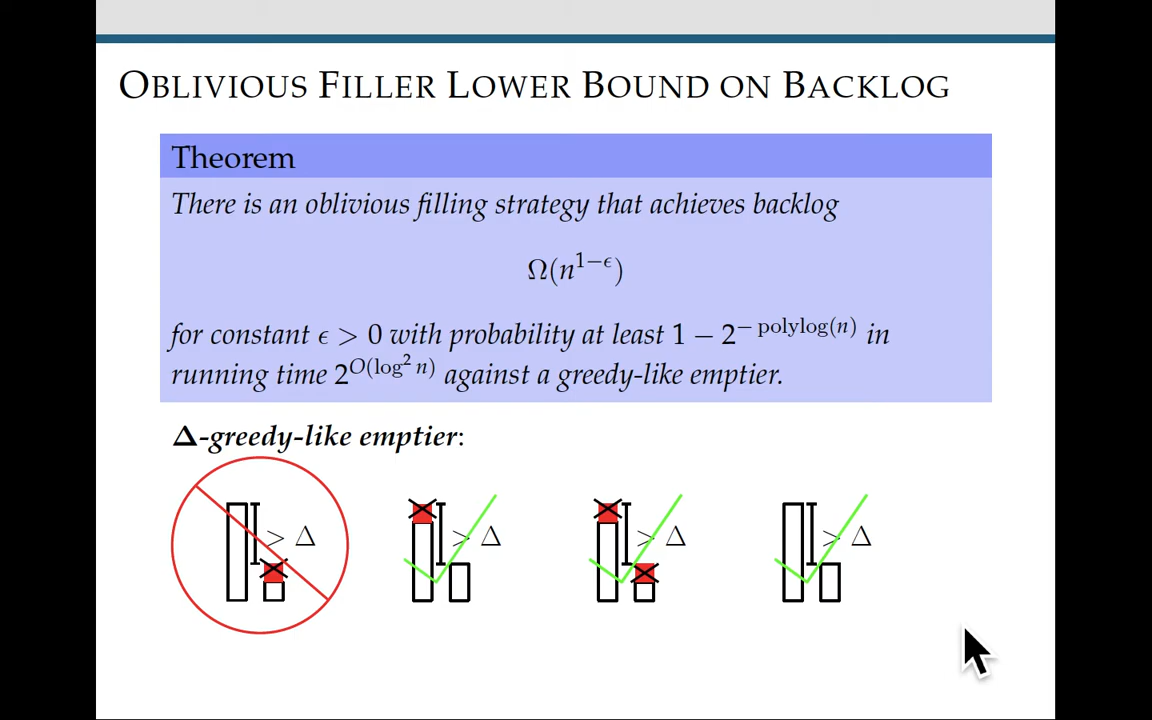 OBLIVIOUS FILLER LOWER BOUND ON BACKLOG
Theorem
There is an oblivious filling strategy that achieves backlog
Ω(n^{1−ϵ})
for constant ϵ > 0 with probability at least 1 − 2^{− polylog(n)} in
running time 2^{O(log² n)} against a greedy-like emptier.
Δ-greedy-like emptier:
> Δ > Δ > Δ > Δ